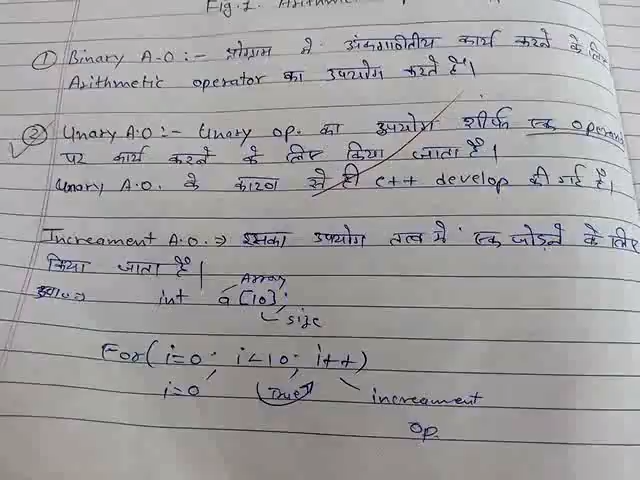 Fig. 1. Arithmetic
① Binary A.O :- प्रोग्राम में अंकगणितीय कार्य करने के लिए
Arithmetic operator का उपयोग करते हैं।
② Unary A.O :- Unary op. का उपयोग शीर्फ एक operand
पर कार्य करने के लिए किया जाता है।
Unary A.O. के कारण से ही c++ develop की गई है।
Increament A.O. ⇒ इसका उपयोग तत्व में एक जोड़ने के लिए
किया जाता है।
Array
int a[10];
size
For(i=0; i<10; i++)
i=0 True increament
op.